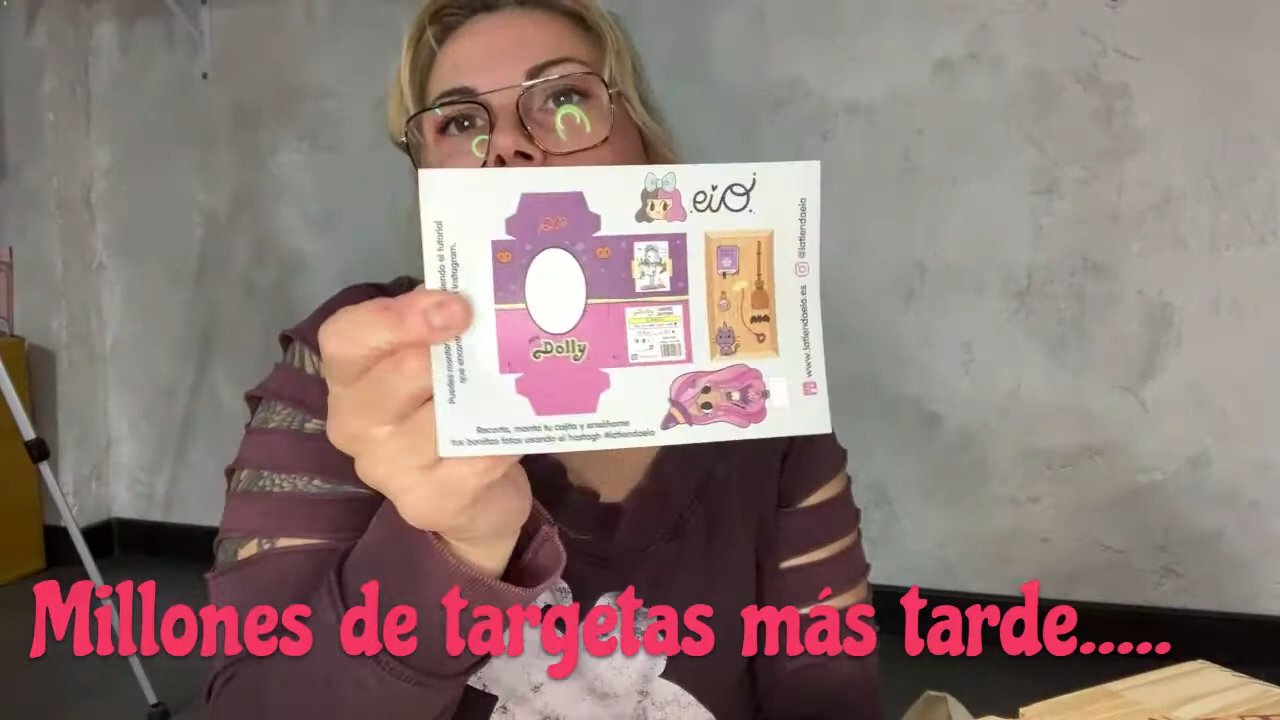 eiO
Dolly
Recorta, monta tu cajita y enséñame
tus bonitas fotos usando el hastagh #latiendaeio
www.latiendaeio.es @latiendaeio
Millones de targetas más tarde.....